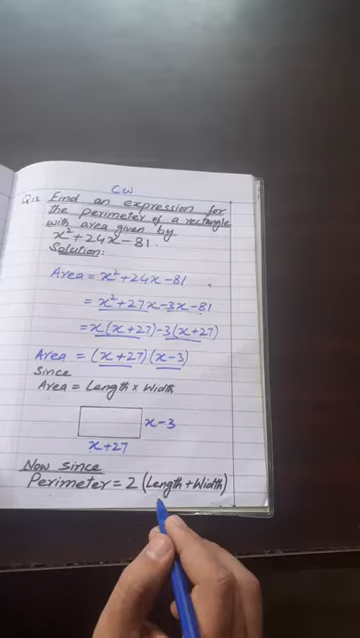 CW
Q13 Find an expression for
the perimeter of a rectangle
with area given by
x² + 24x - 81.
Solution:
Area = x² + 24x - 81
= x² + 27x - 3x - 81
= x(x+27) - 3(x+27)
Area = (x+27)(x-3)
Since
Area = Length x Width
x-3
x+27
Now since
Perimeter = 2 (Length + Width)